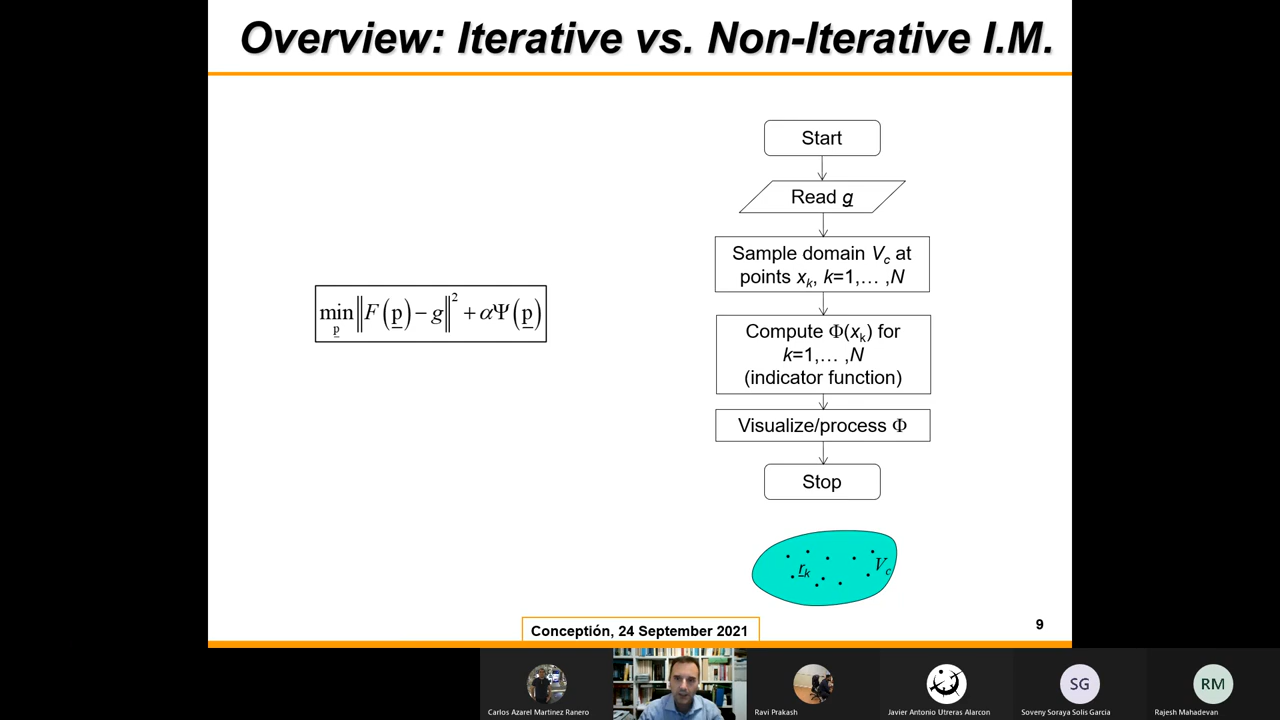 Overview: Iterative vs. Non-Iterative I.M.
Start
Read g
Sample domain Vc at
points xk, k=1,… ,N
min p ‖F(p) − g‖² + αΨ(p)
Compute Φ(xk) for
k=1,… ,N
(indicator function)
Visualize/process Φ
Stop
rk
Vc
Conceptión, 24 September 2021
9
SG
RM
Carlos Azarel Martinez Ranero
Ravi Prakash
Javier Antonio Utreras Alarcon
Soveny Soraya Solis Garcia
Rajesh Mahadevan